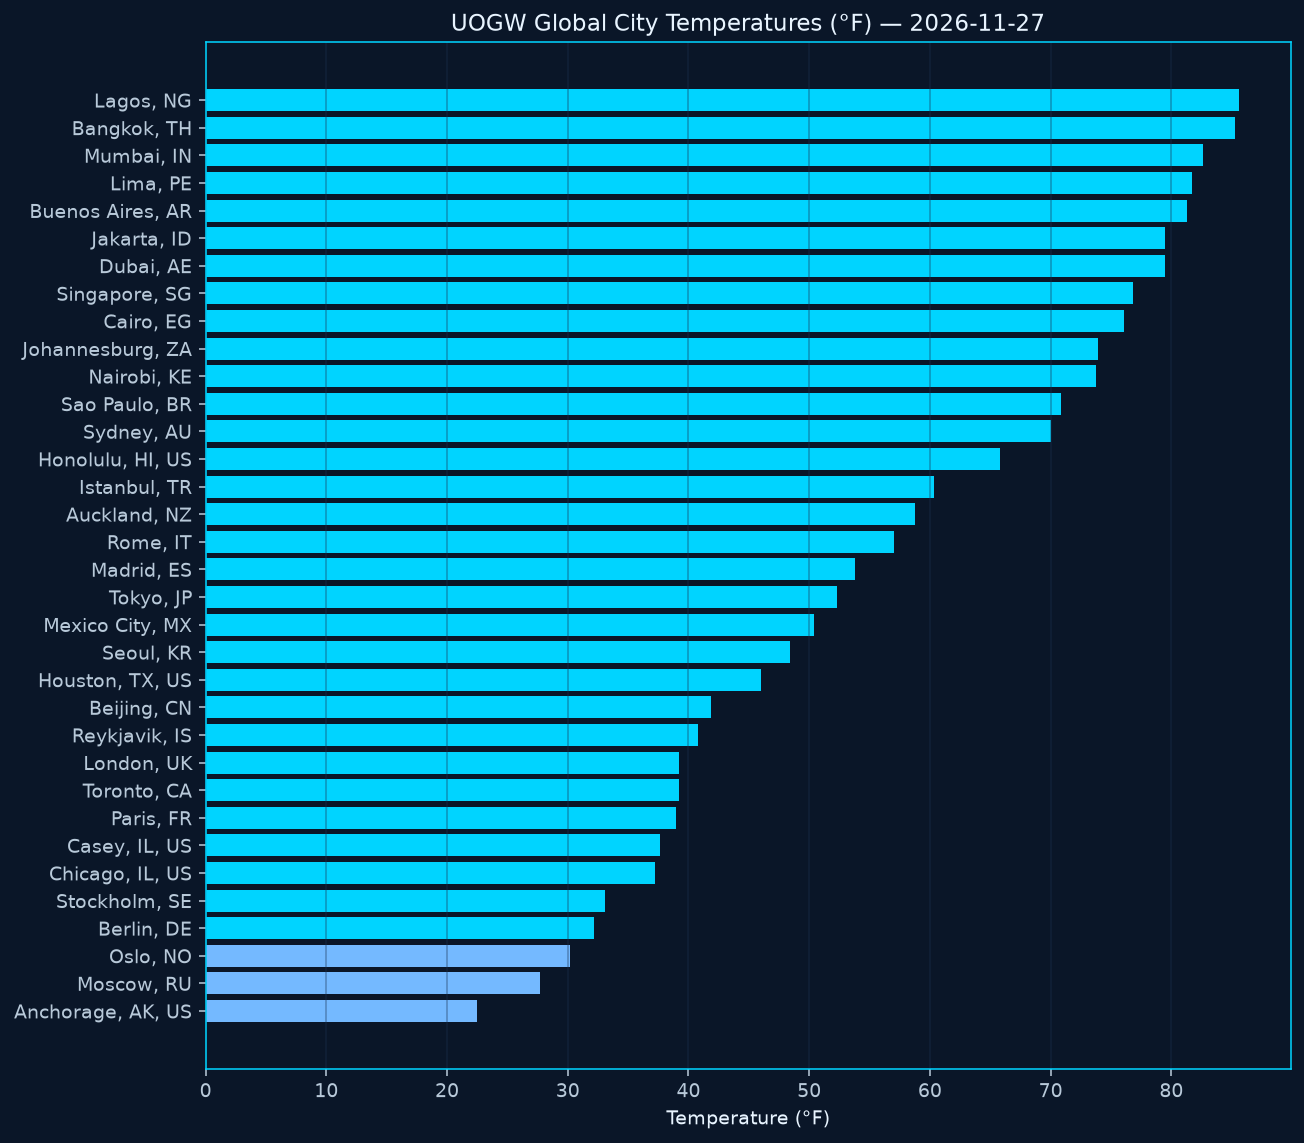 UOGW Global City Temperatures (°F) — 2026-11-27
Lagos, NG
Bangkok, TH
Mumbai, IN
Lima, PE
Buenos Aires, AR
Jakarta, ID
Dubai, AE
Singapore, SG
Cairo, EG
Johannesburg, ZA
Nairobi, KE
Sao Paulo, BR
Sydney, AU
Honolulu, HI, US
Istanbul, TR
Auckland, NZ
Rome, IT
Madrid, ES
Tokyo, JP
Mexico City, MX
Seoul, KR
Houston, TX, US
Beijing, CN
Reykjavik, IS
London, UK
Toronto, CA
Paris, FR
Casey, IL, US
Chicago, IL, US
Stockholm, SE
Berlin, DE
Oslo, NO
Moscow, RU
Anchorage, AK, US
0 10 20 30 40 50 60 70 80
Temperature (°F)